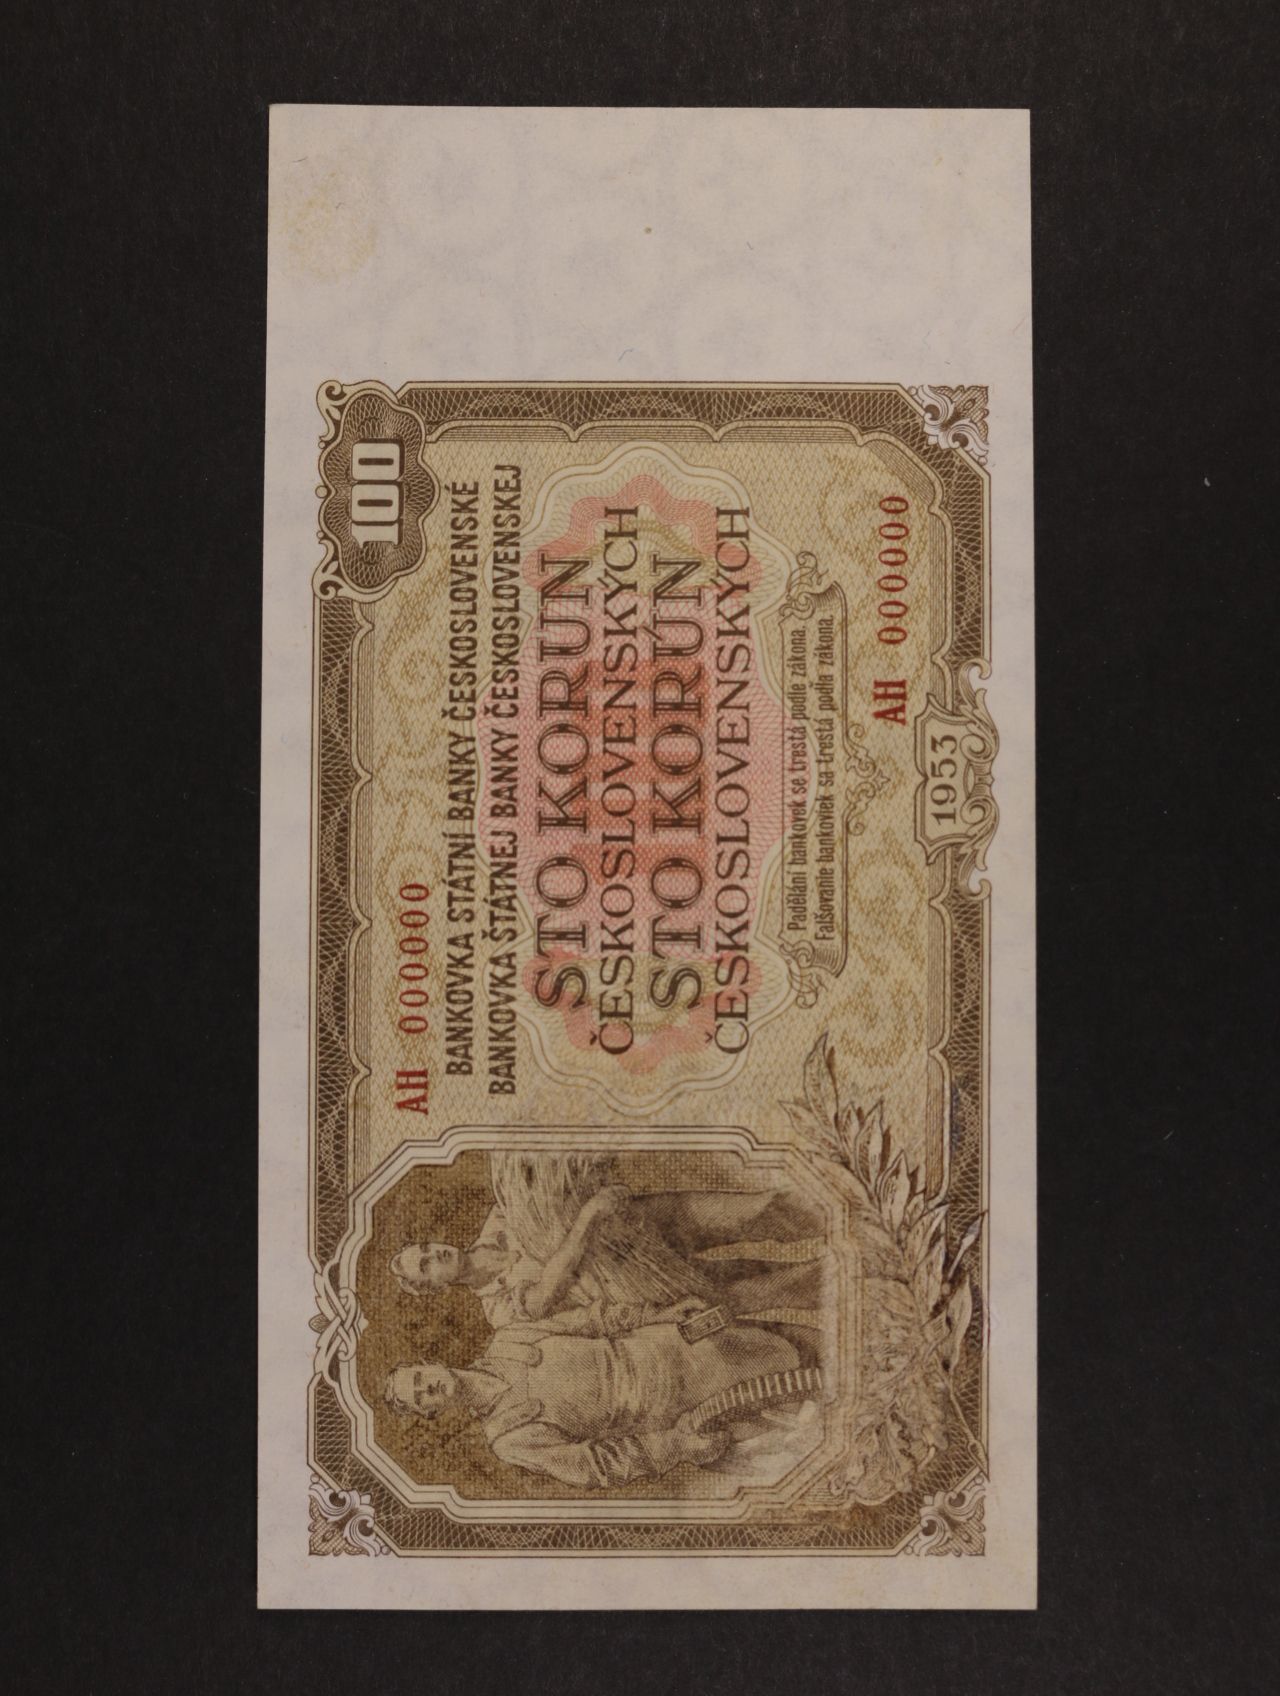 100
AH 000000
BANKOVKA STÁTNÍ BANKY ČESKOSLOVENSKÉ
BANKOVKA ŠTÁTNEJ BANKY ČESKOSLOVENSKEJ
STO KORUN
ČESKOSLOVENSKÝCH
STO KORÚN
ČESKOSLOVENSKÝCH
Padělání bankovek se trestá podle zákona.
Falšovanie bankoviek sa trestá podľa zákona.
AH 000000
1953